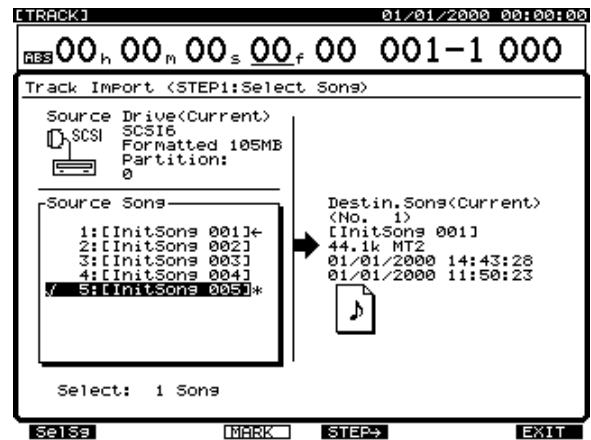 [TRACK] 01/01/2000 00:00:00
ABS 00h 00m 00s 00f 00 001-1 000
Track Import <STEP1:Select Song>
Source Drive(Current)
SCSI SCSI6
Formatted 105MB
Partition:
0
Source Song
1:[InitSong 001]←
2:[InitSong 002]
3:[InitSong 003]
4:[InitSong 004]
√ 5:[InitSong 005]*
Select: 1 Song
Destin.Song(Current)
(No. 1)
[InitSong 001]
44.1k MT2
01/01/2000 14:43:28
01/01/2000 11:50:23
SelSg MARK STEP→ EXIT